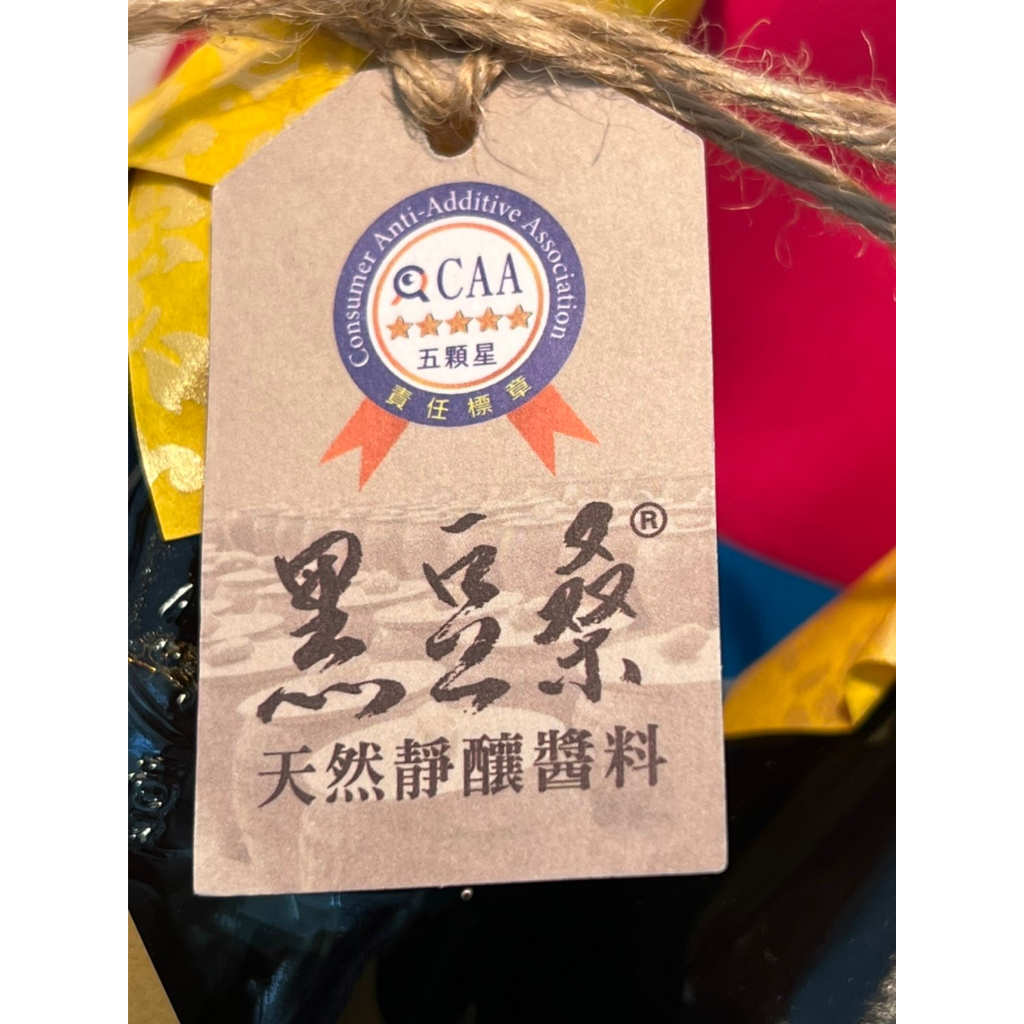 Consumer Anti-Additive Association
CAA
五顆星
責任標章
黑豆桑®
天然靜釀醬料